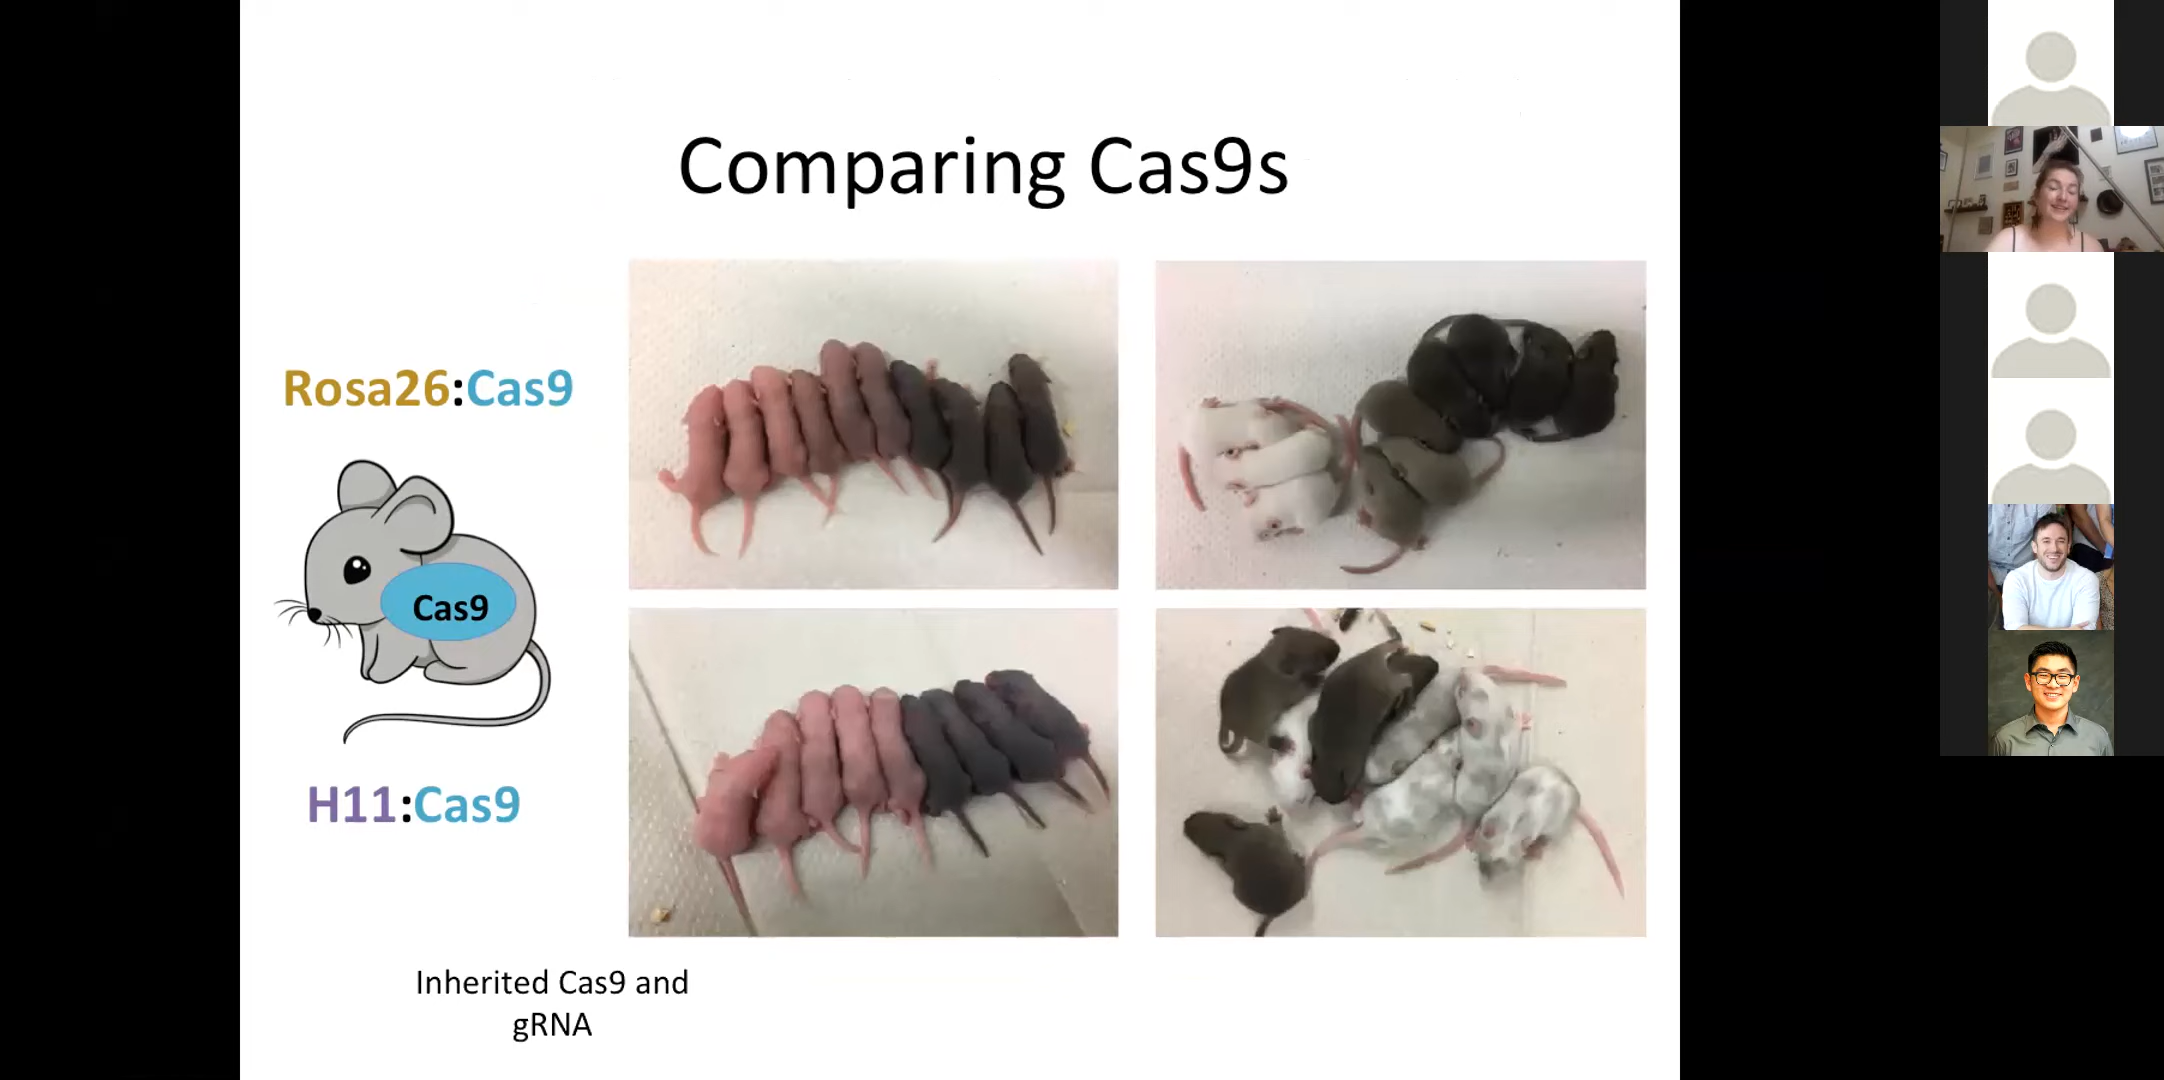 Comparing Cas9s
Rosa26:Cas9
Cas9
H11:Cas9
Inherited Cas9 and
gRNA